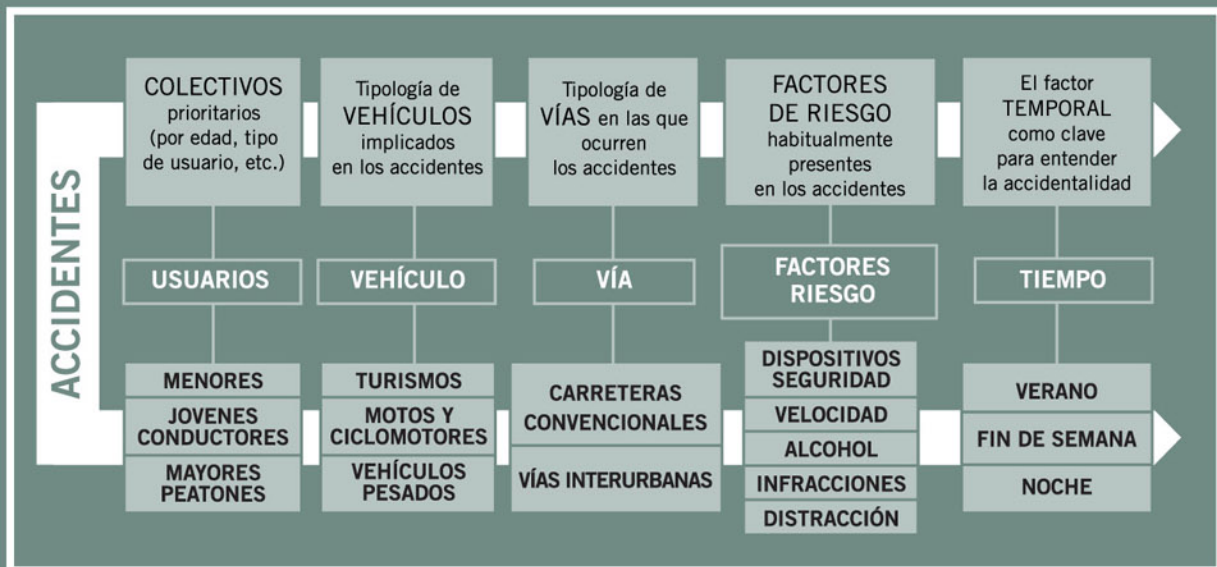 ACCIDENTES
COLECTIVOS
prioritarios
(por edad, tipo
de usuario, etc.)
Tipología de
VEHÍCULOS
implicados
en los accidentes
Tipología de
VÍAS en las que
ocurren
los accidentes
FACTORES
DE RIESGO
habitualmente
presentes
en los accidentes
El factor
TEMPORAL
como clave
para entender
la accidentalidad
USUARIOS
VEHÍCULO
VÍA
FACTORES
RIESGO
TIEMPO
MENORES
JOVENES
CONDUCTORES
MAYORES
PEATONES
TURISMOS
MOTOS Y
CICLOMOTORES
VEHÍCULOS
PESADOS
CARRETERAS
CONVENCIONALES
VÍAS INTERURBANAS
DISPOSITIVOS
SEGURIDAD
VELOCIDAD
ALCOHOL
INFRACCIONES
DISTRACCIÓN
VERANO
FIN DE SEMANA
NOCHE